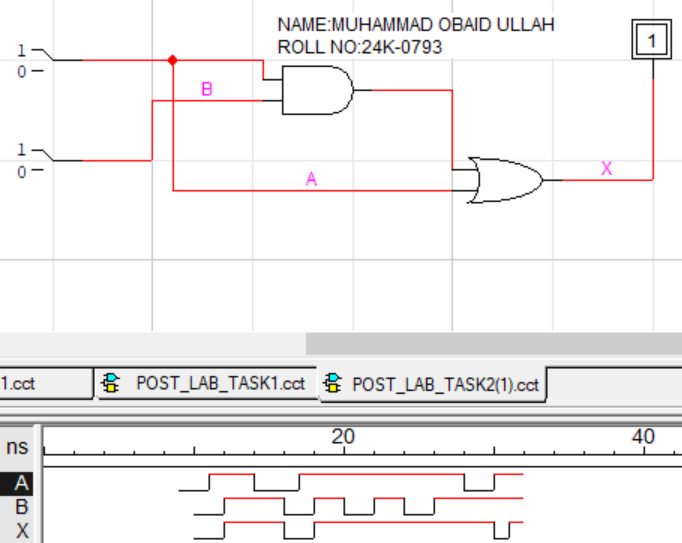 NAME:MUHAMMAD OBAID ULLAH
ROLL NO:24K-0793
1
0
1
B
1
0
A
X
1.cct
POST_LAB_TASK1.cct
POST_LAB_TASK2(1).cct
ns
20
40
A
B
X